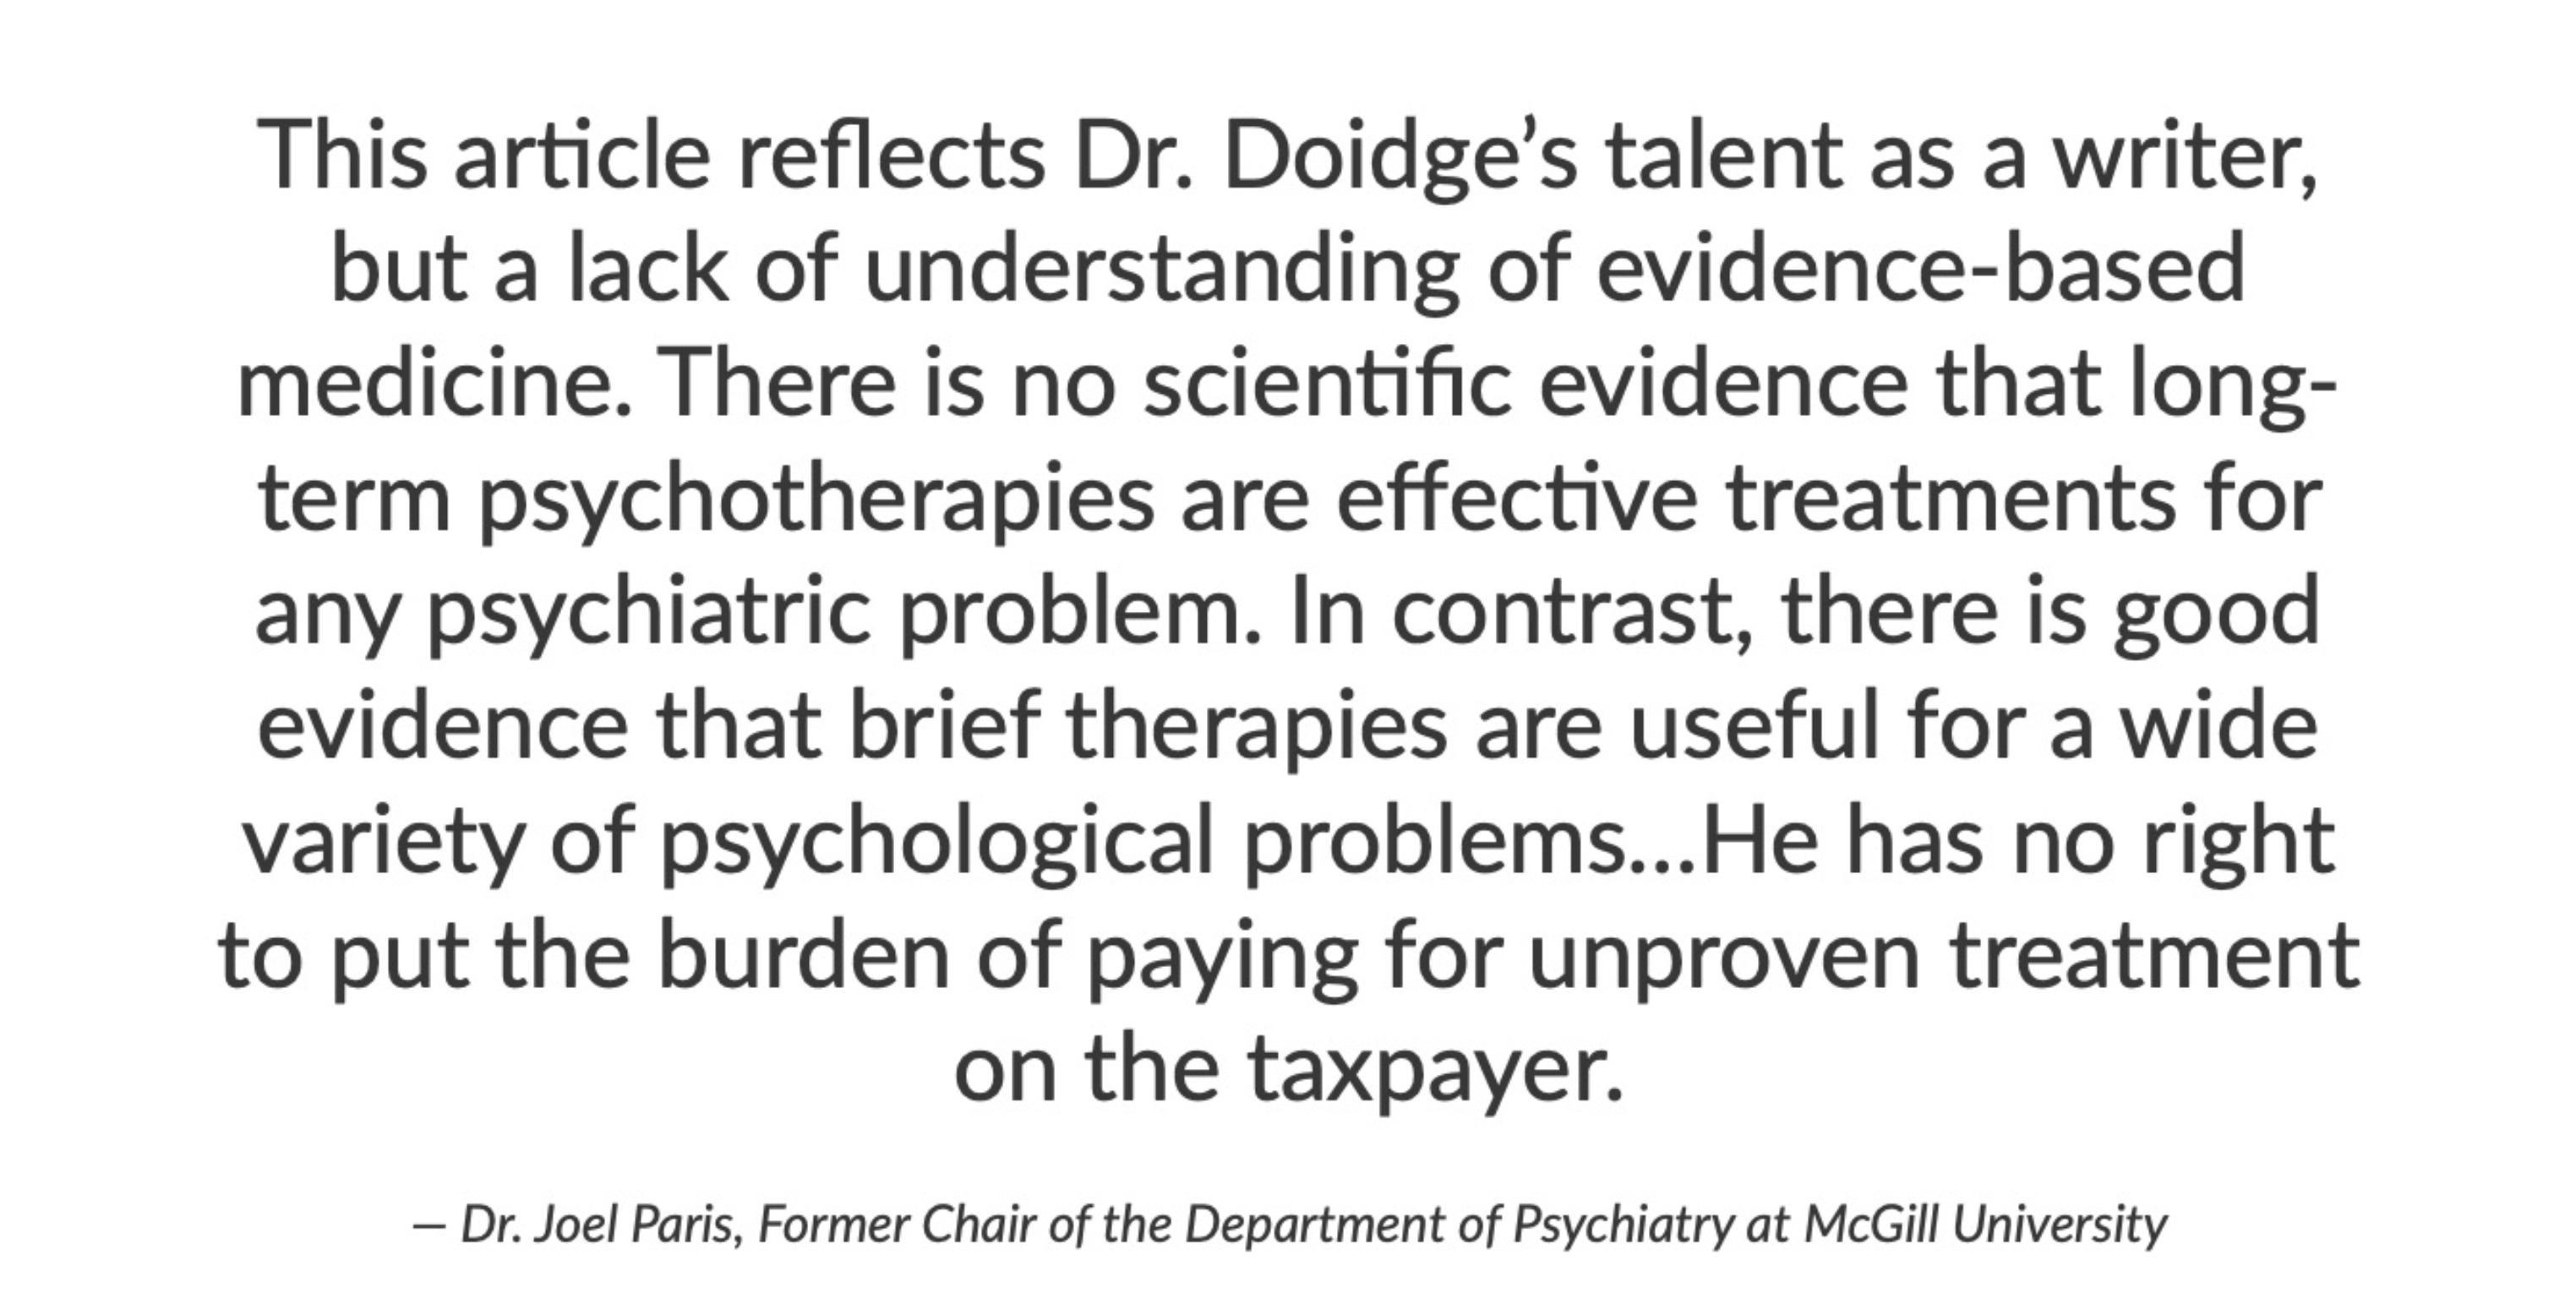 This article reflects Dr. Doidge’s talent as a writer,
but a lack of understanding of evidence-based
medicine. There is no scientific evidence that long-
term psychotherapies are effective treatments for
any psychiatric problem. In contrast, there is good
evidence that brief therapies are useful for a wide
variety of psychological problems...He has no right
to put the burden of paying for unproven treatment
on the taxpayer.
— Dr. Joel Paris, Former Chair of the Department of Psychiatry at McGill University